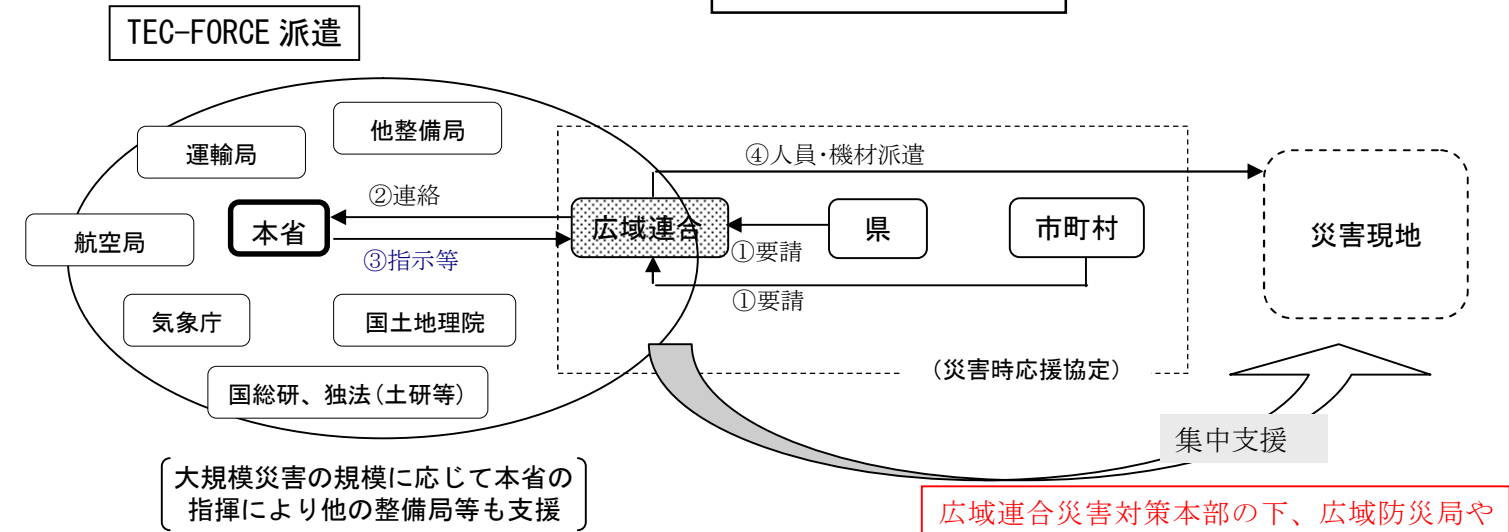 TEC-FORCE 派遣
他整備局
運輸局
④人員・機材派遣
②連絡
航空局
本省
広域連合
県
市町村
災害現地
③指示等
①要請
①要請
気象庁
国土地理院
(災害時応援協定)
国総研、独法(土研等)
集中支援
大規模災害の規模に応じて本省の
指揮により他の整備局等も支援
広域連合災害対策本部の下、広域防災局や